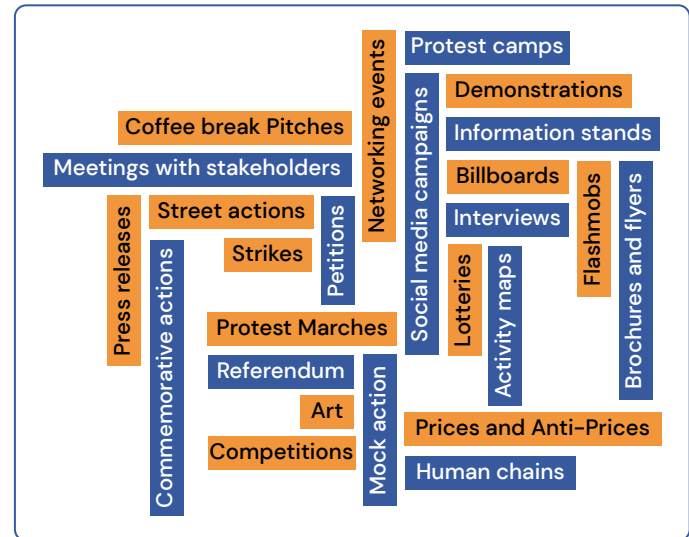 Protest camps
Networking events
Social media campaigns
Demonstrations
Coffee break Pitches
Information stands
Meetings with stakeholders
Billboards
Flashmobs
Brochures and flyers
Press releases
Street actions
Petitions
Interviews
Commemorative actions
Strikes
Lotteries
Activity maps
Protest Marches
Referendum
Mock action
Art
Prices and Anti-Prices
Competitions
Human chains